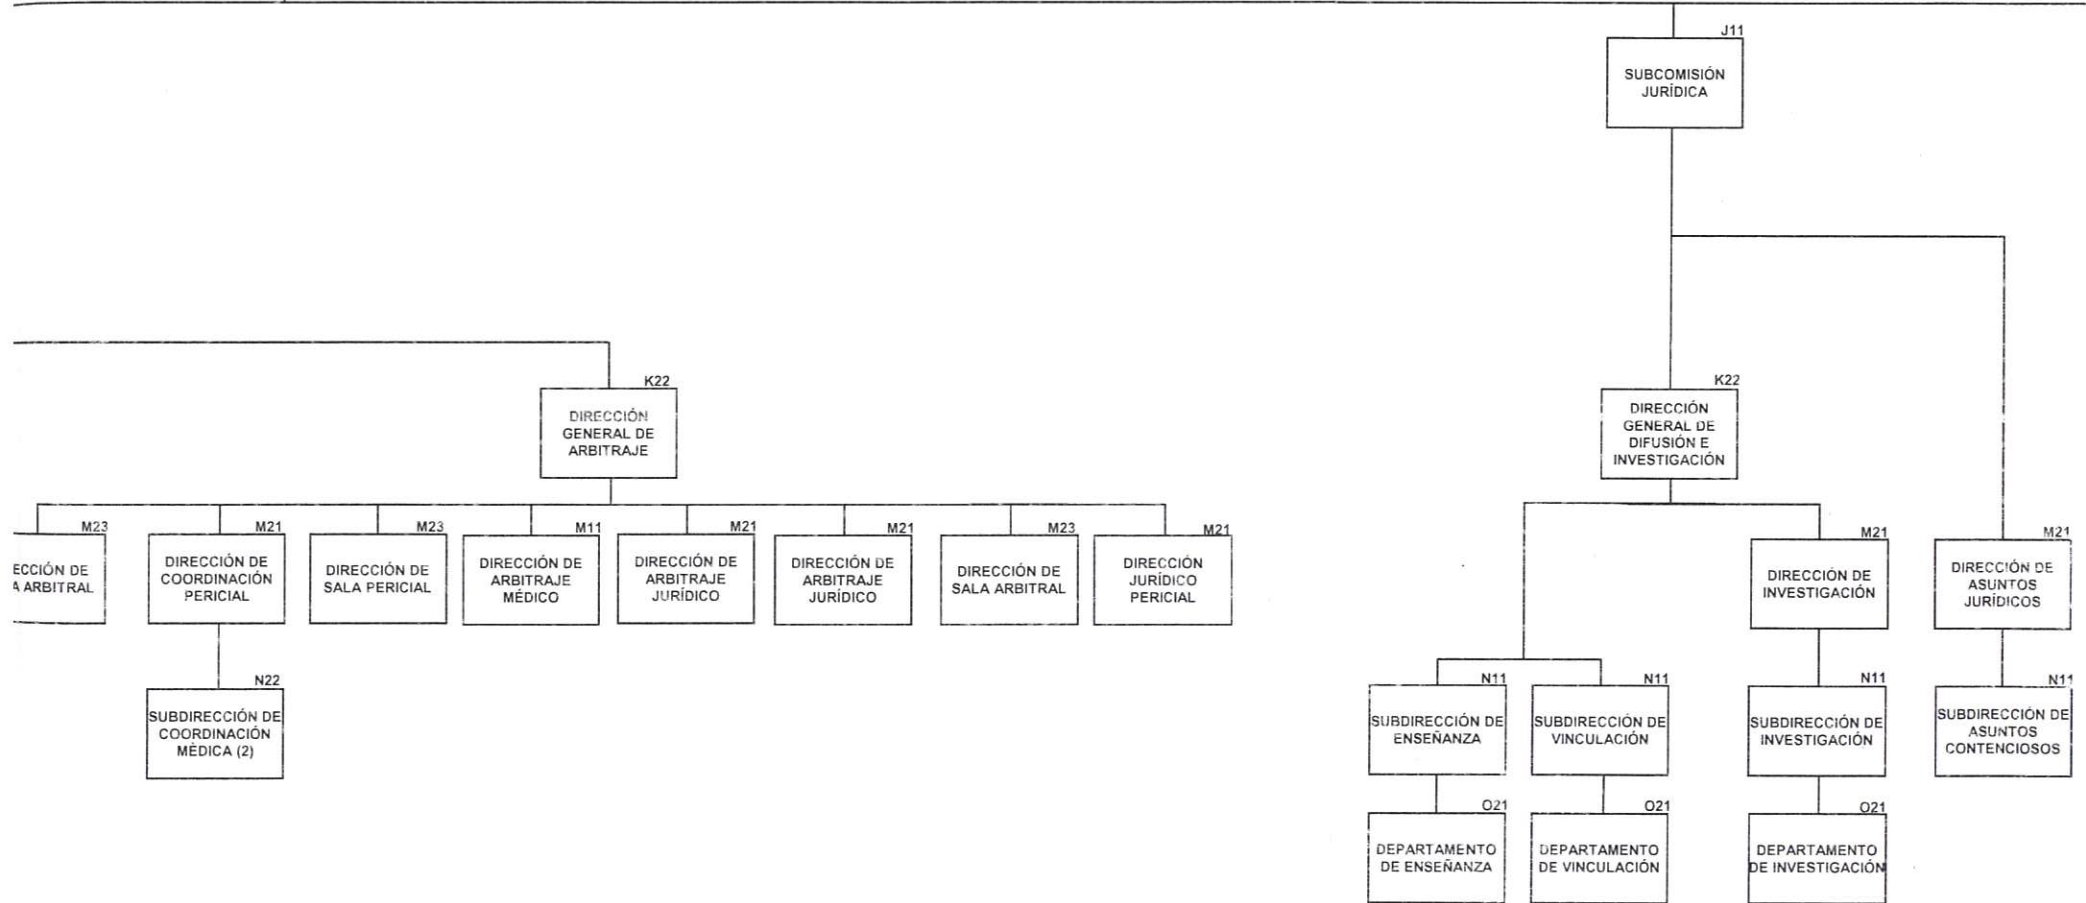 J11
SUBCOMISIÓN
JURÍDICA
K22
DIRECCIÓN
GENERAL DE
ARBITRAJE
K22
DIRECCIÓN
GENERAL DE
DIFUSIÓN E
INVESTIGACIÓN
M23
ECCIÓN DE
A ARBITRAL
M21
DIRECCIÓN DE
COORDINACIÓN
PERICIAL
M23
DIRECCIÓN DE
SALA PERICIAL
M11
DIRECCIÓN DE
ARBITRAJE
MÉDICO
M21
DIRECCIÓN DE
ARBITRAJE
JURÍDICO
M21
DIRECCIÓN DE
ARBITRAJE
JURÍDICO
M23
DIRECCIÓN DE
SALA ARBITRAL
M21
DIRECCIÓN
JURÍDICO
PERICIAL
M21
DIRECCIÓN DE
INVESTIGACIÓN
M21
DIRECCIÓN DE
ASUNTOS
JURÍDICOS
N22
SUBDIRECCIÓN DE
COORDINACIÓN
MÉDICA (2)
N11
SUBDIRECCIÓN DE
ENSEÑANZA
N11
SUBDIRECCIÓN DE
VINCULACIÓN
N11
SUBDIRECCIÓN DE
INVESTIGACIÓN
N11
SUBDIRECCIÓN DE
ASUNTOS
CONTENCIOSOS
O21
DEPARTAMENTO
DE ENSEÑANZA
O21
DEPARTAMENTO
DE VINCULACIÓN
O21
DEPARTAMENTO
DE INVESTIGACIÓN